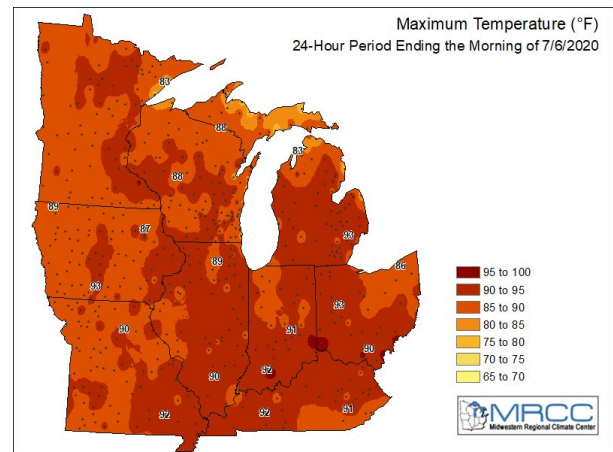 Maximum Temperature (°F)
24-Hour Period Ending the Morning of 7/6/2020
83
88
83
88
89
87
93
89
86
95 to 100
90 to 95
85 to 90
80 to 85
75 to 80
70 to 75
65 to 70
93
93
90
91
90
92
90
92
92
91
MRCC
Midwestern Regional Climate Center